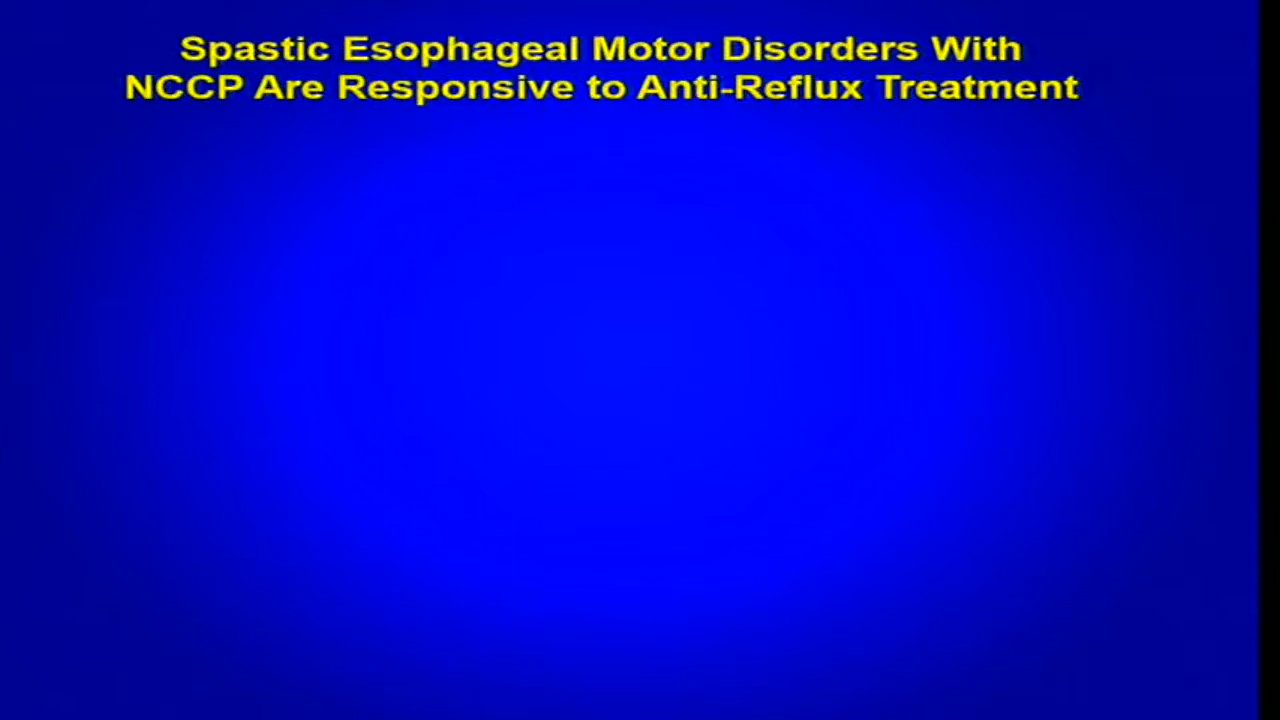 Spastic Esophageal Motor Disorders With
NCCP Are Responsive to Anti-Reflux Treatment